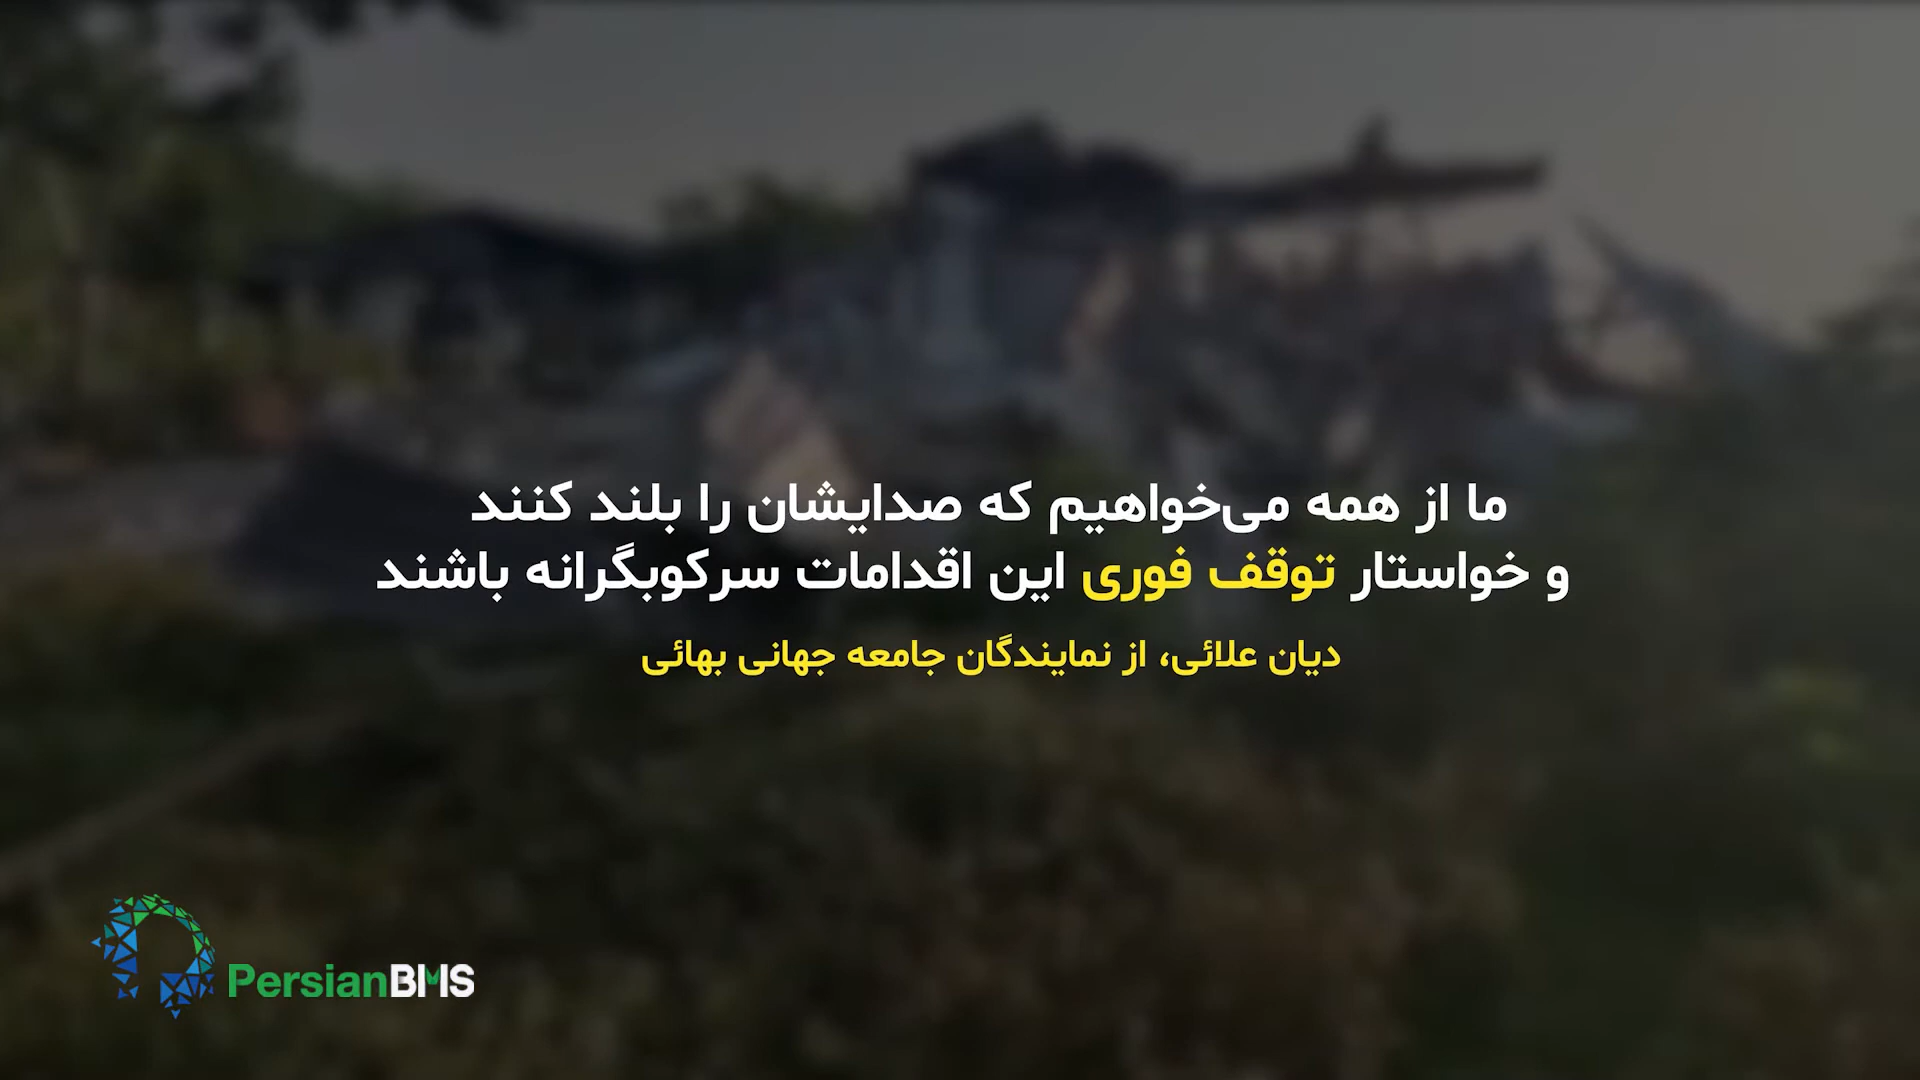 ما از همه می‌خواهیم که صدایشان را بلند کنند
و خواستار توقف فوری این اقدامات سرکوبگرانه باشند
دیان علائی، از نمایندگان جامعه جهانی بهائی
PersianBMS